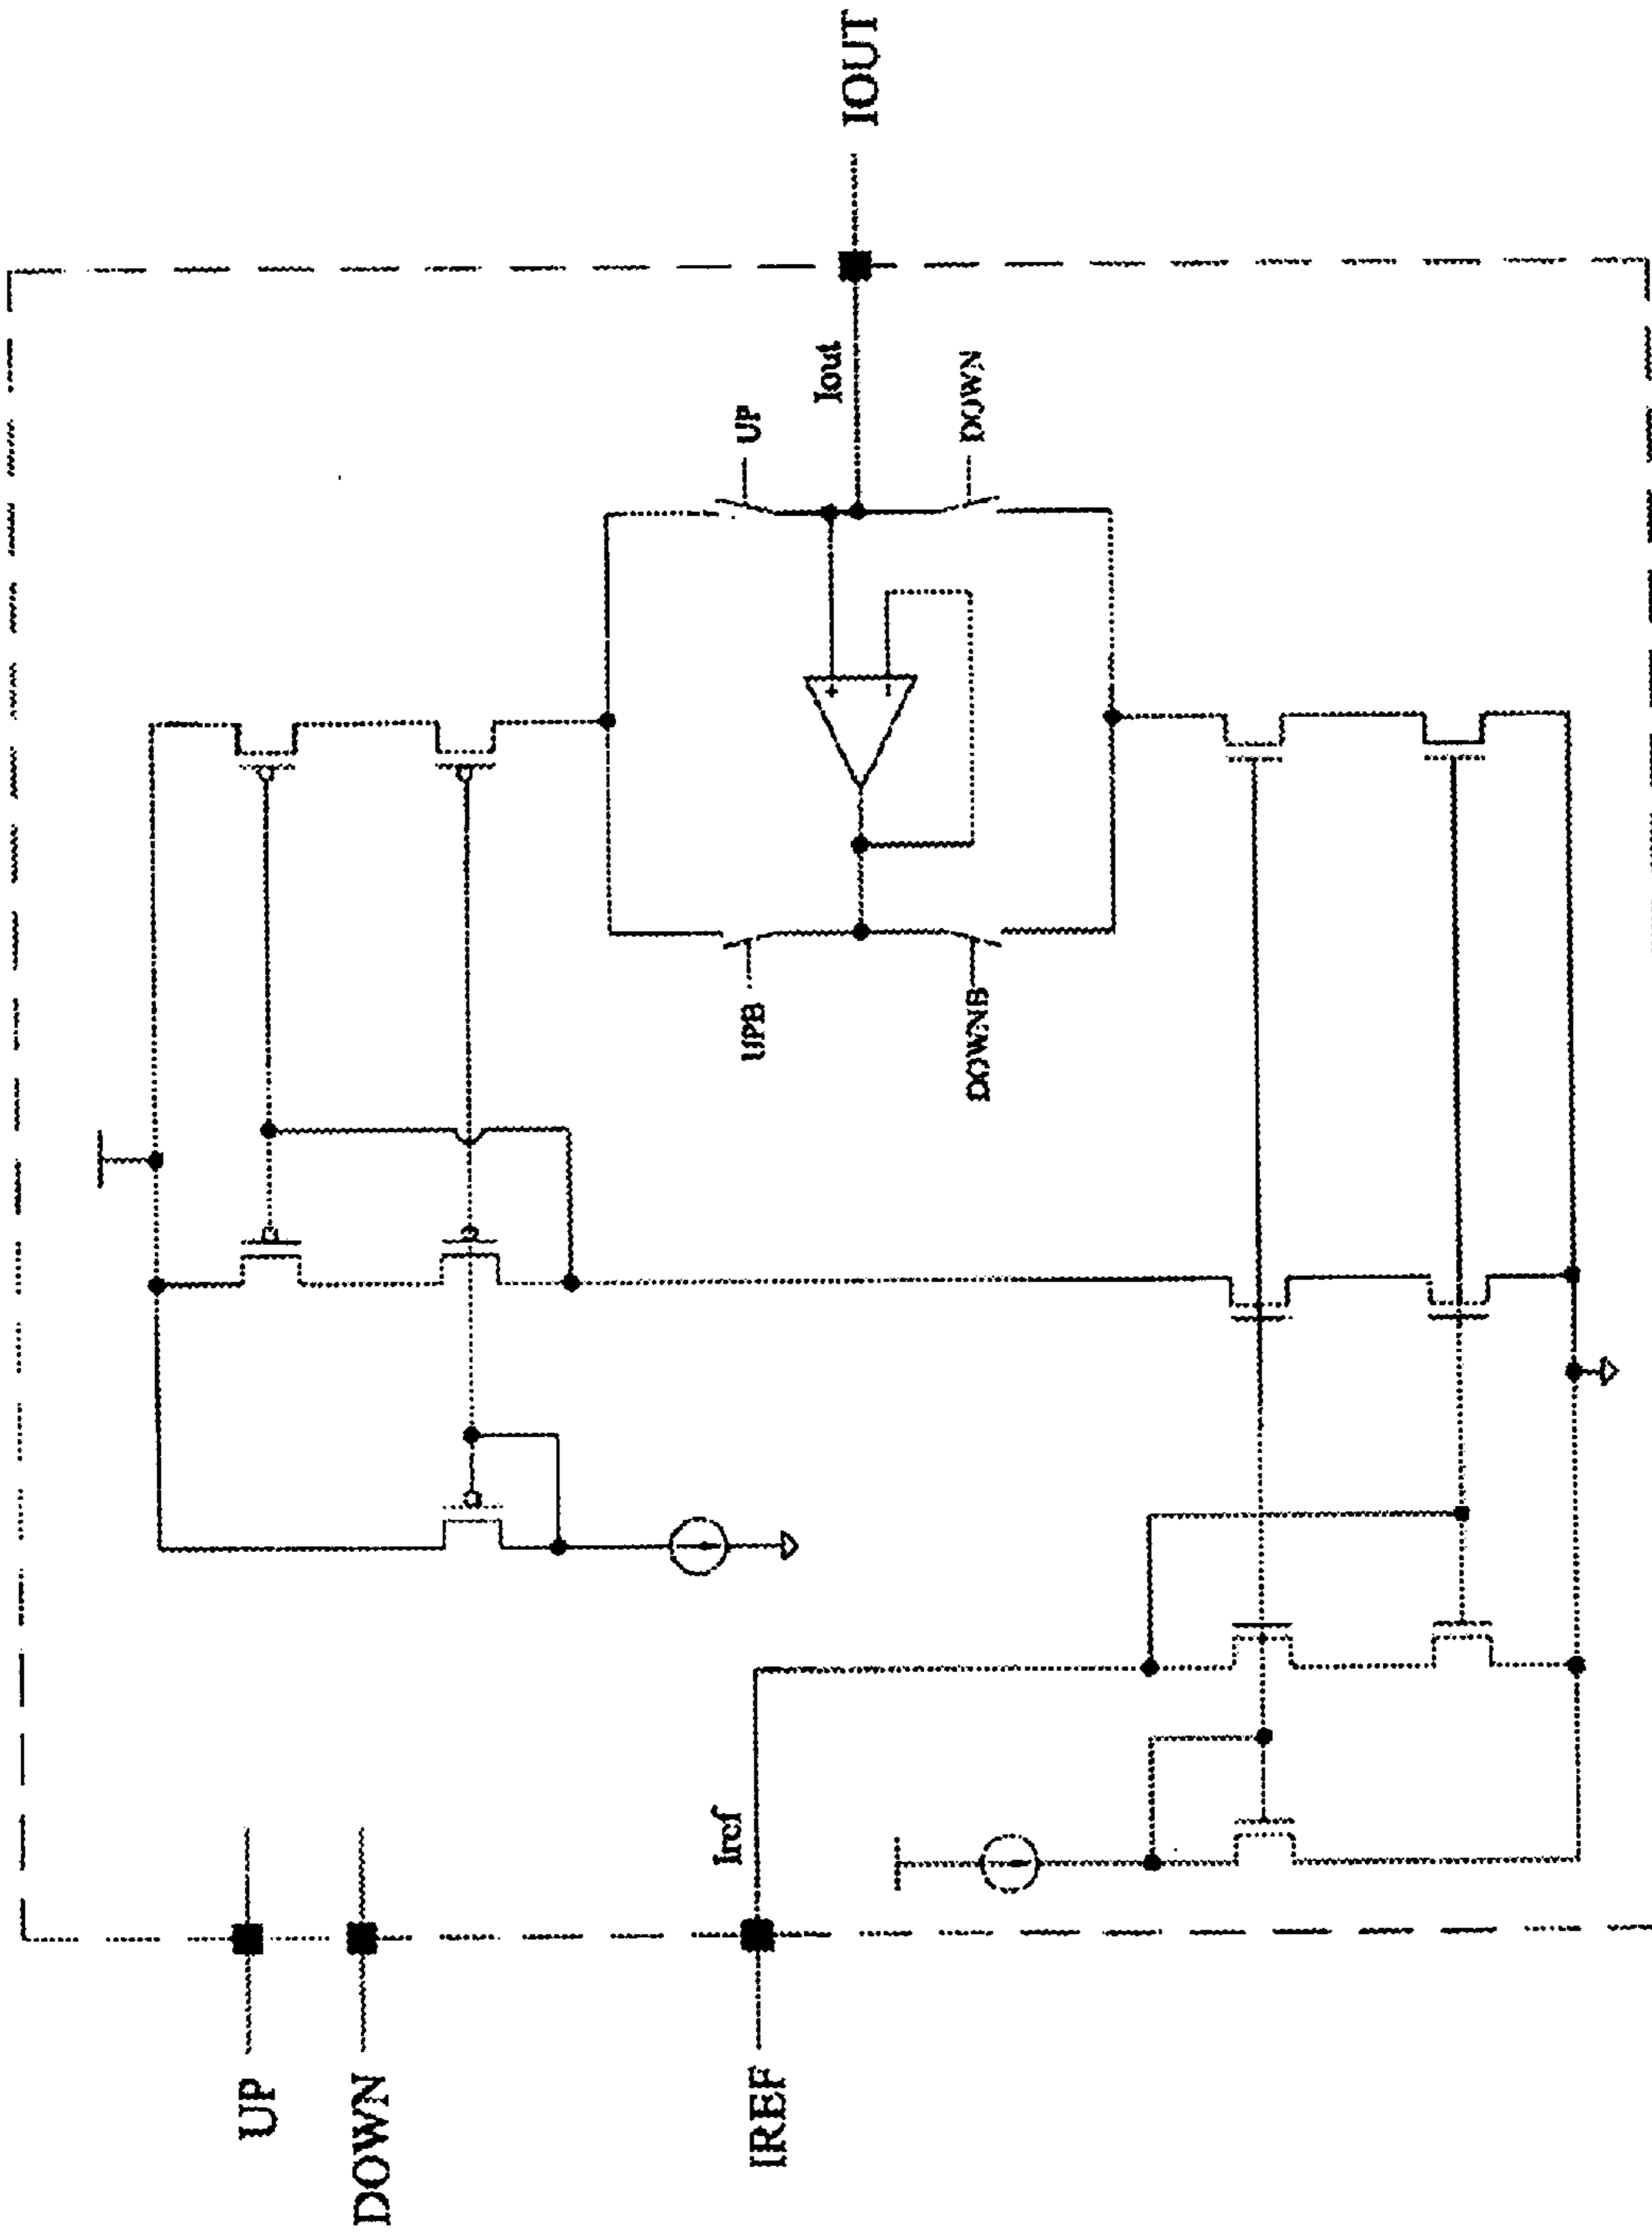 UP
DOWN
IREF
Iref
UPB
DOWNB
UP
DOWN
Iout
IOUT
+
-